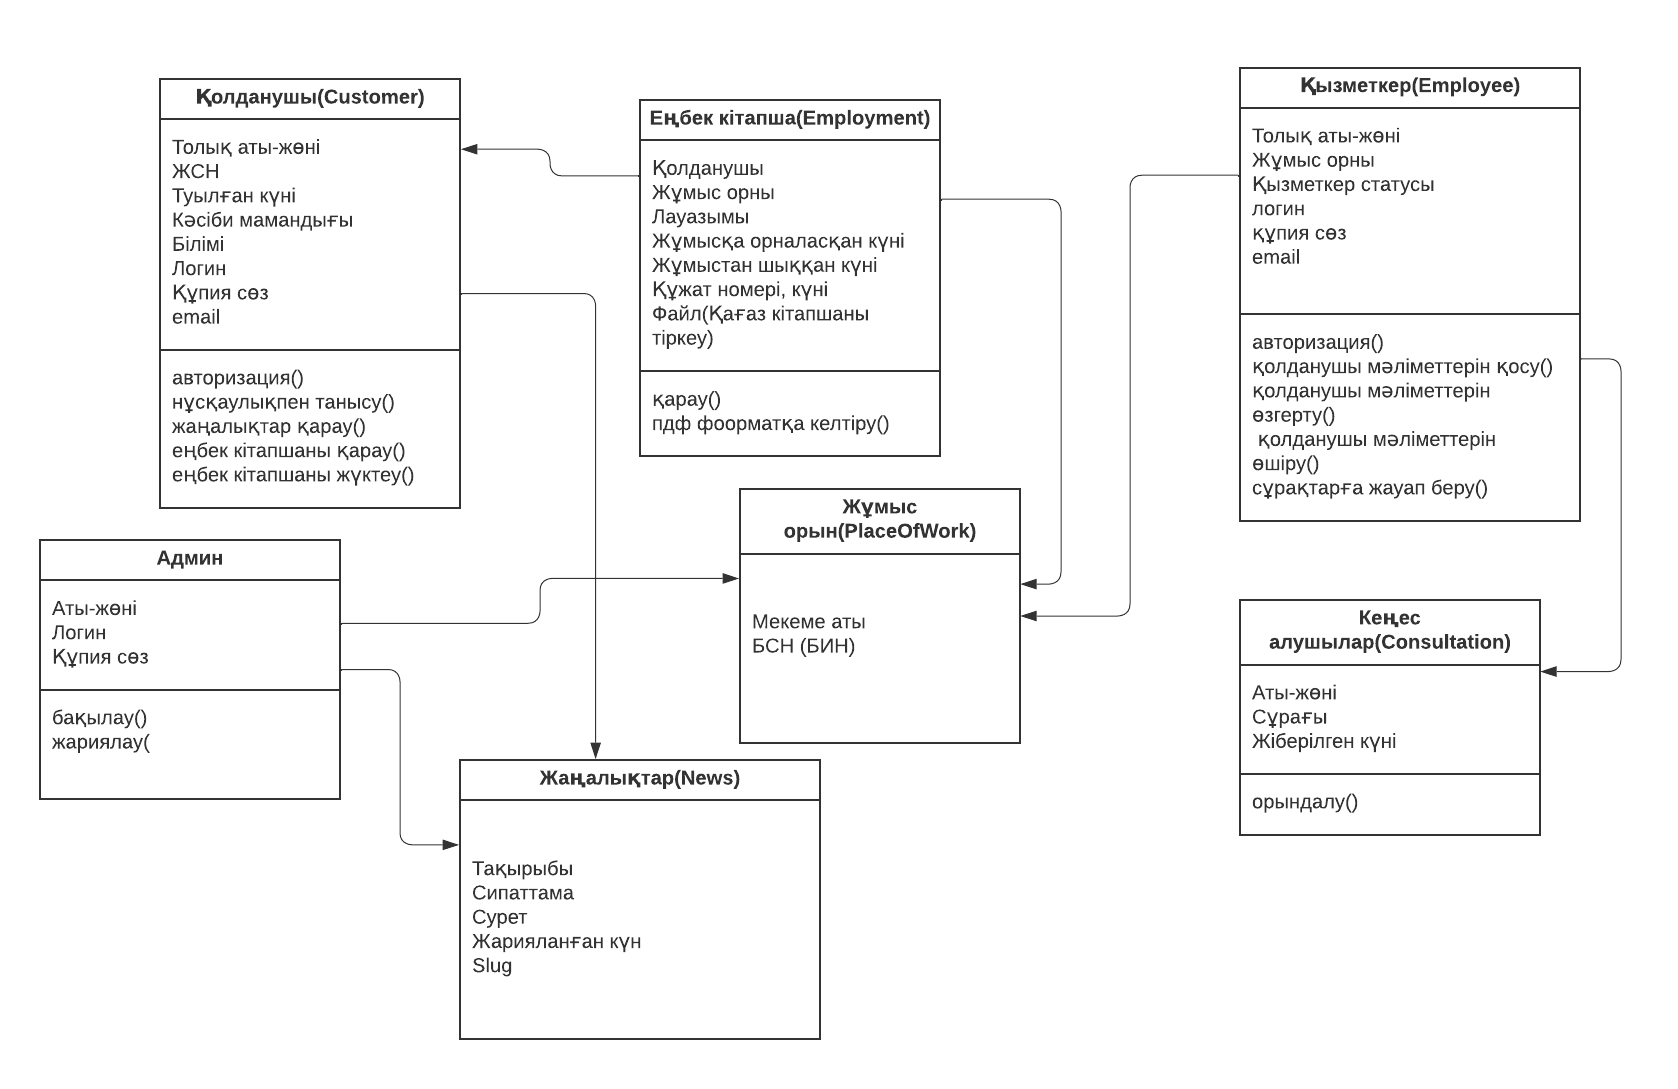 Қолданушы(Customer)
Толық аты-жөні
ЖСН
Туылған күні
Кәсіби мамандығы
Білімі
Логин
Құпия сөз
email
авторизация()
нұсқаулықпен танысу()
жаңалықтар қарау()
еңбек кітапшаны қарау()
еңбек кітапшаны жүктеу()
Еңбек кітапша(Employment)
Қолданушы
Жұмыс орны
Лауазымы
Жұмысқа орналасқан күні
Жұмыстан шыққан күні
Құжат номері, күні
Файл(Қағаз кітапшаны
тіркеу)
қарау()
пдф фоорматқа келтіру()
Қызметкер(Employee)
Толық аты-жөні
Жұмыс орны
Қызметкер статусы
логин
құпия сөз
email
авторизация()
қолданушы мәліметтерін қосу()
қолданушы мәліметтерін
өзгерту()
қолданушы мәліметтерін
өшіру()
сұрақтарға жауап беру()
Жұмыс
орын(PlaceOfWork)
Мекеме аты
БСН (БИН)
Админ
Аты-жөні
Логин
Құпия сөз
бақылау()
жариялау(
Кеңес
алушылар(Consultation)
Аты-жөні
Сұрағы
Жіберілген күні
орындалу()
Жаңалықтар(News)
Тақырыбы
Сипаттама
Сурет
Жарияланған күн
Slug